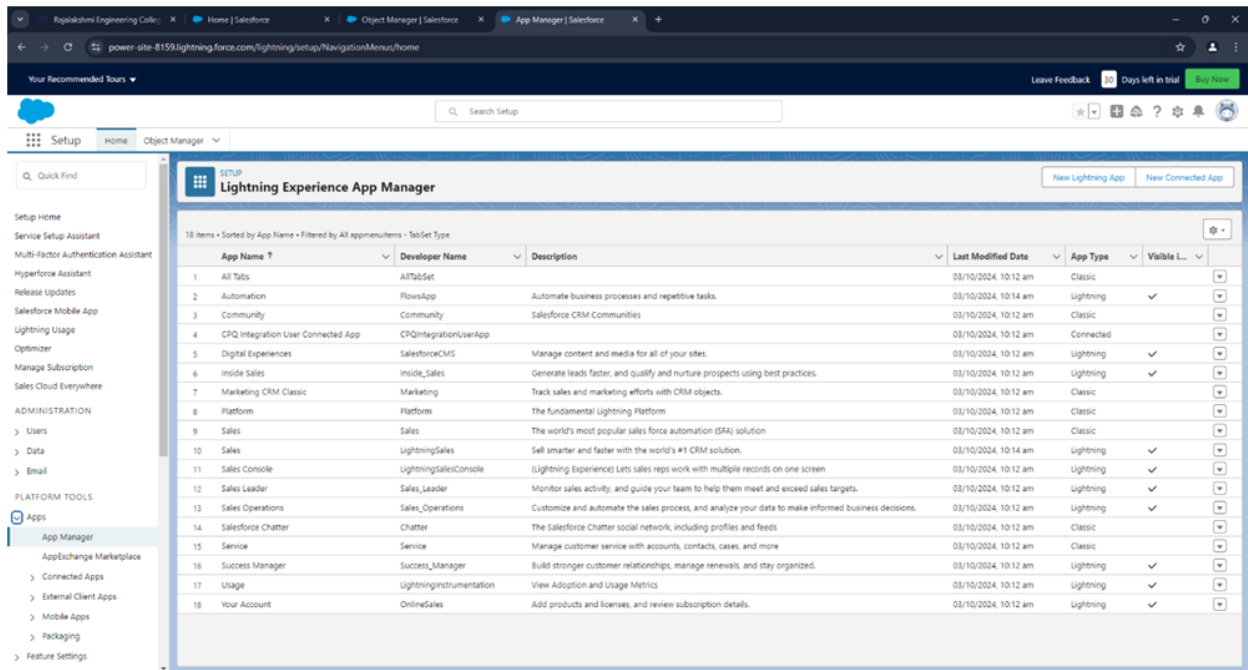 Rajalakshmi Engineering Colleg
Home | Salesforce
Object Manager | Salesforce
App Manager | Salesforce
power-site-8159.lightning.force.com/lightning/setup/NavigationMenus/home
Your Recommended Tours
Leave Feedback 30 Days left in trial Buy Now
Search Setup
Setup Home Object Manager
Quick Find
Setup Home
Service Setup Assistant
Multi-Factor Authentication Assistant
Hyperforce Assistant
Release Updates
Salesforce Mobile App
Lightning Usage
Optimizer
Manage Subscription
Sales Cloud Everywhere
ADMINISTRATION
Users
Data
Email
PLATFORM TOOLS
Apps
App Manager
AppExchange Marketplace
Connected Apps
External Client Apps
Mobile Apps
Packaging
Feature Settings
SETUP
Lightning Experience App Manager
New Lightning App New Connected App
18 items • Sorted by App Name • Filtered by All appmenuitems - TabSet Type
App Name ↑ Developer Name Description Last Modified Date App Type Visible i...
1 All Tabs AllTabSet 03/10/2024, 10:12 am Classic
2 Automation FlowsApp Automate business processes and repetitive tasks. 03/10/2024, 10:14 am Lightning
3 Community Community Salesforce CRM Communities 03/10/2024, 10:12 am Classic
4 CPQ Integration User Connected App CPQIntegrationUserApp 03/10/2024, 10:12 am Connected
5 Digital Experiences SalesforceCMS Manage content and media for all of your sites. 03/10/2024, 10:12 am Lightning
6 Inside Sales Inside_Sales Generate leads faster, and qualify and nurture prospects using best practices. 03/10/2024, 10:12 am Lightning
7 Marketing CRM Classic Marketing Track sales and marketing efforts with CRM objects. 03/10/2024, 10:12 am Classic
8 Platform Platform The fundamental Lightning Platform 03/10/2024, 10:12 am Classic
9 Sales Sales The world's most popular sales force automation (SFA) solution 03/10/2024, 10:12 am Classic
10 Sales LightningSales Sell smarter and faster with the world's #1 CRM solution. 03/10/2024, 10:14 am Lightning
11 Sales Console LightningSalesConsole (Lightning Experience) Lets sales reps work with multiple records on one screen 03/10/2024, 10:12 am Lightning
12 Sales Leader Sales_Leader Monitor sales activity, and guide your team to help them meet and exceed sales targets. 03/10/2024, 10:12 am Lightning
13 Sales Operations Sales_Operations Customize and automate the sales process, and analyze your data to make informed business decisions. 03/10/2024, 10:12 am Lightning
14 Salesforce Chatter Chatter The Salesforce Chatter social network, including profiles and feeds 03/10/2024, 10:12 am Classic
15 Service Service Manage customer service with accounts, contacts, cases, and more 03/10/2024, 10:12 am Classic
16 Success Manager Success_Manager Build stronger customer relationships, manage renewals, and stay organized. 03/10/2024, 10:12 am Lightning
17 Usage LightningInstrumentation View Adoption and Usage Metrics 03/10/2024, 10:12 am Lightning
18 Your Account OnlineSales Add products and licenses, and review subscription details. 03/10/2024, 10:12 am Lightning